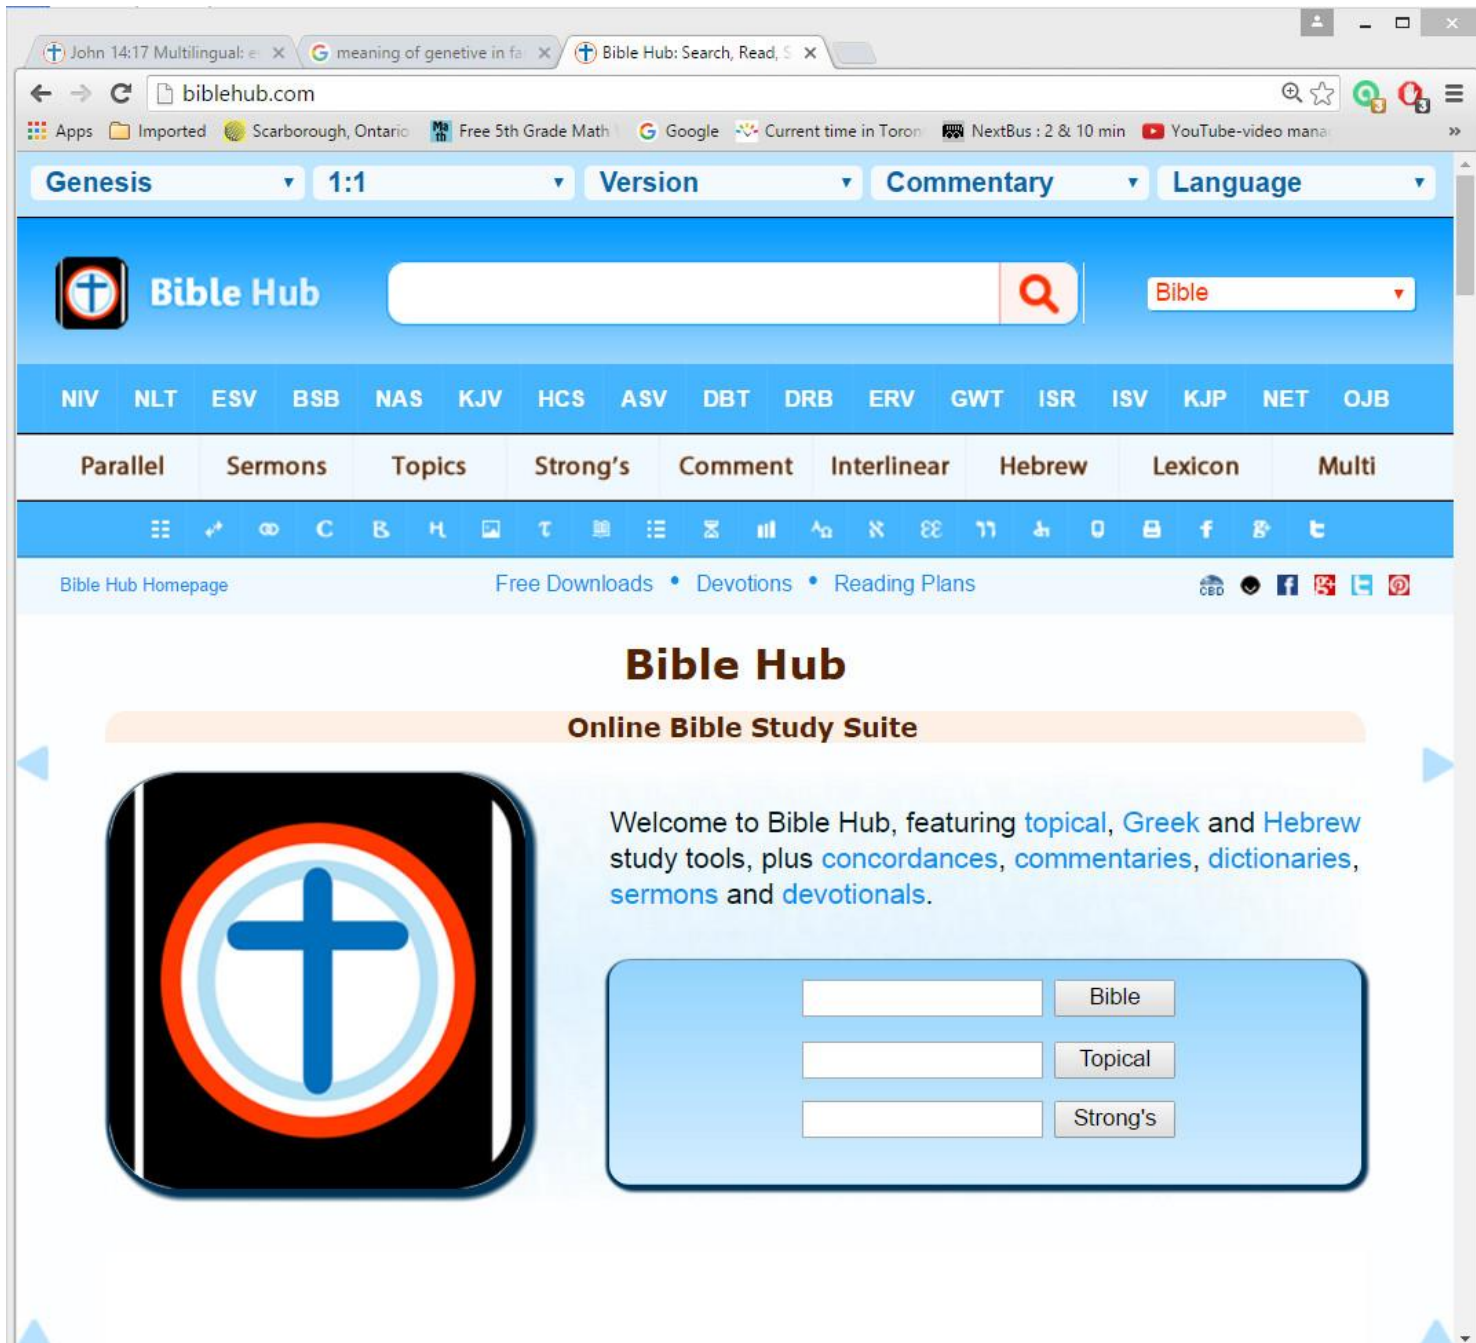 John 14:17 Multilingual: e
meaning of genetive in fa
Bible Hub: Search, Read, S
biblehub.com
Apps Imported Scarborough, Ontario Free 5th Grade Math Google Current time in Toron NextBus : 2 & 10 min YouTube-video mana »
Genesis 1:1 Version Commentary Language
Bible Hub Bible
NIV NLT ESV BSB NAS KJV HCS ASV DBT DRB ERV GWT ISR ISV KJP NET OJB
Parallel Sermons Topics Strong's Comment Interlinear Hebrew Lexicon Multi
Bible Hub Homepage Free Downloads • Devotions • Reading Plans
Bible Hub
Online Bible Study Suite
Welcome to Bible Hub, featuring topical, Greek and Hebrew
study tools, plus concordances, commentaries, dictionaries,
sermons and devotionals.
Bible
Topical
Strong's